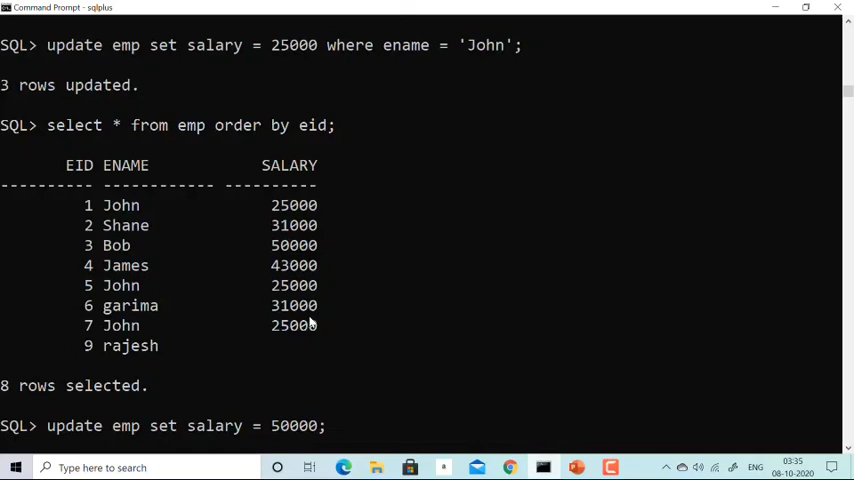 Command Prompt - sqlplus
SQL> update emp set salary = 25000 where ename = 'John';
3 rows updated.
SQL> select * from emp order by eid;
EID ENAME SALARY
---------- ------------ ----------
1 John 25000
2 Shane 31000
3 Bob 50000
4 James 43000
5 John 25000
6 garima 31000
7 John 25000
9 rajesh
8 rows selected.
SQL> update emp set salary = 50000;
Type here to search
a
ENG
03:35
08-10-2020